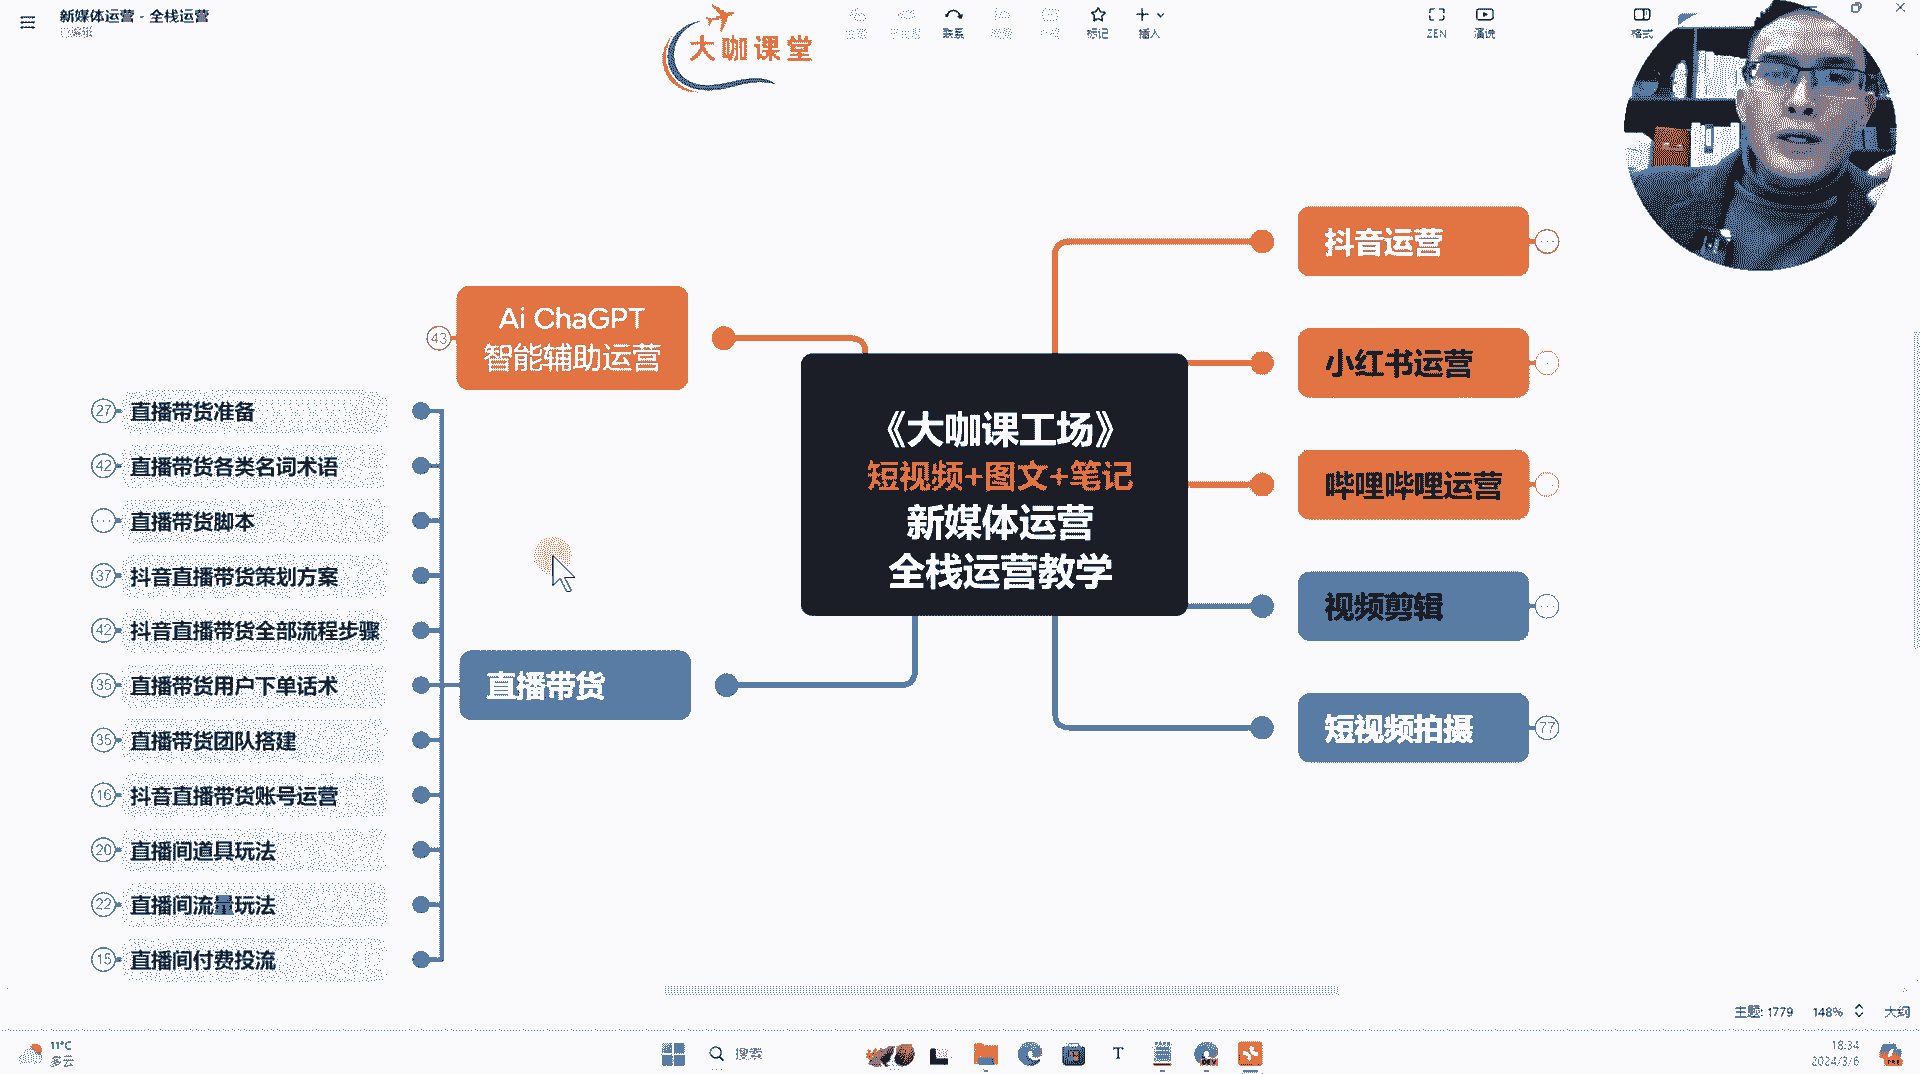 新媒体运营 - 全栈运营
已编辑
大咖课堂
联系
标记
插入
ZEN
演说
格式
抖音运营
Ai ChaGPT
智能辅助运营
43
小红书运营
《大咖课工场》
短视频+图文+笔记
新媒体运营
全栈运营教学
哔哩哔哩运营
视频剪辑
短视频拍摄
77
直播带货
27
直播带货准备
42
直播带货各类名词术语
直播带货脚本
37
抖音直播带货策划方案
42
抖音直播带货全部流程步骤
35
直播带货用户下单话术
35
直播带货团队搭建
16
抖音直播带货账号运营
20
直播间道具玩法
22
直播间流量玩法
15
直播间付费投流
主题: 1779
148%
大纲
11°C
多云
搜索
18:34
2024/3/6